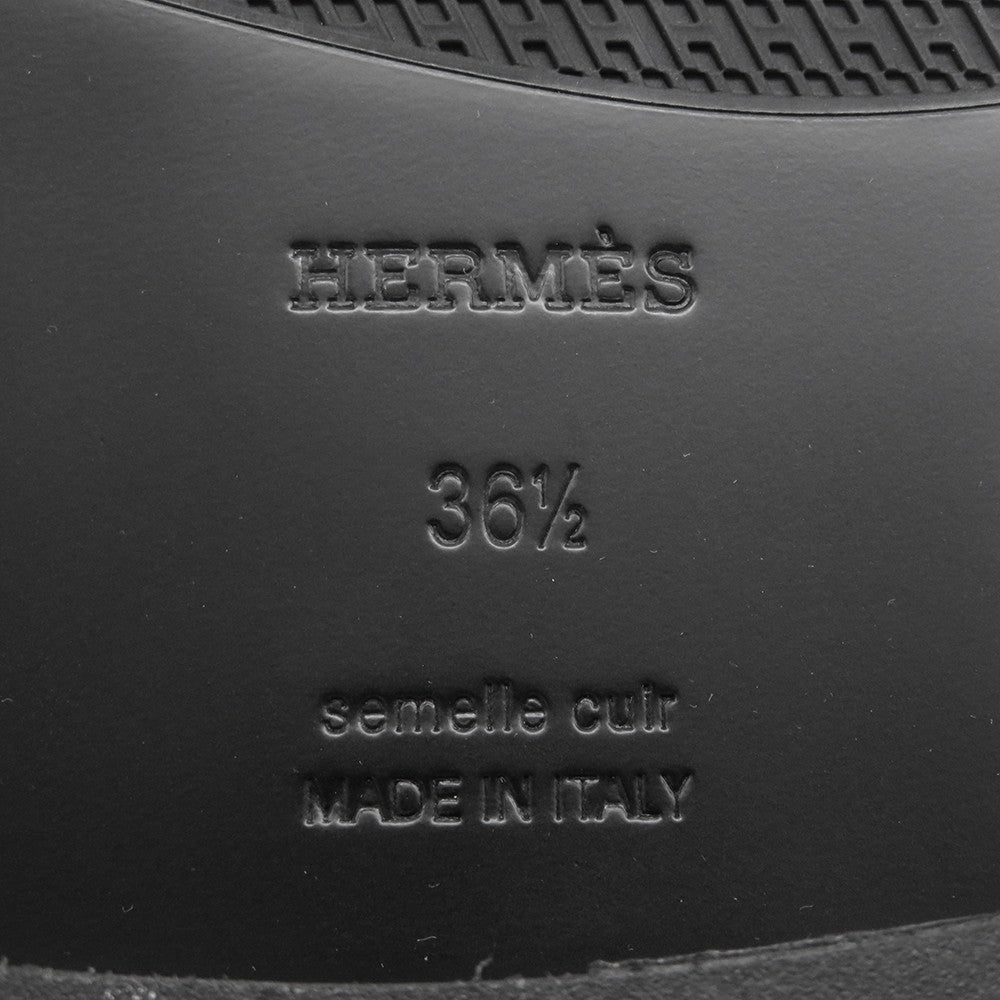 HERMÈS
36½
semelle cuir
MADE IN ITALY